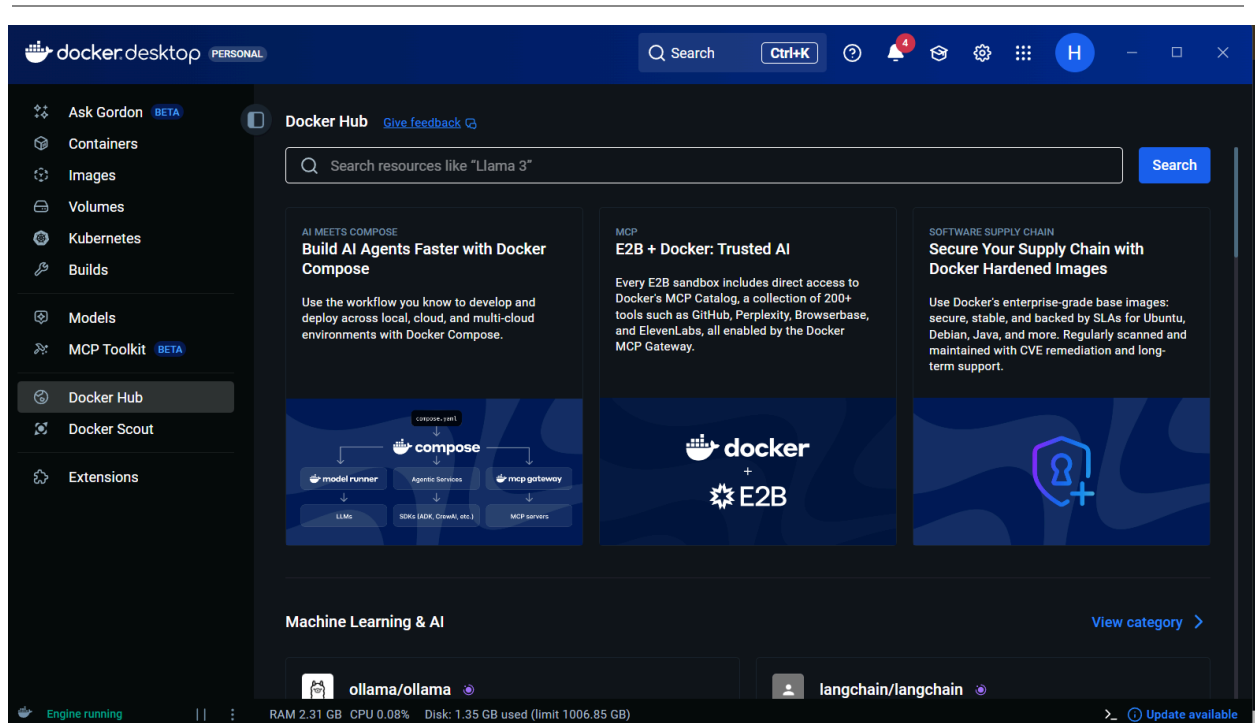 docker.desktop PERSONAL
Search Ctrl+K
4
H
Ask Gordon BETA
Containers
Images
Volumes
Kubernetes
Builds
Models
MCP Toolkit BETA
Docker Hub
Docker Scout
Extensions
Docker Hub Give feedback
Search resources like “Llama 3”
Search
AI MEETS COMPOSE
Build AI Agents Faster with Docker
Compose
Use the workflow you know to develop and
deploy across local, cloud, and multi-cloud
environments with Docker Compose.
compose.yaml
compose
model runner
Agentic Services
mcp gateway
LLMs
SDKs (ADK, CrewAI, etc.)
MCP servers
MCP
E2B + Docker: Trusted AI
Every E2B sandbox includes direct access to
Docker's MCP Catalog, a collection of 200+
tools such as GitHub, Perplexity, Browserbase,
and ElevenLabs, all enabled by the Docker
MCP Gateway.
docker
+
E2B
SOFTWARE SUPPLY CHAIN
Secure Your Supply Chain with
Docker Hardened Images
Use Docker's enterprise-grade base images:
secure, stable, and backed by SLAs for Ubuntu,
Debian, Java, and more. Regularly scanned and
maintained with CVE remediation and long-
term support.
Machine Learning & AI
View category
ollama/ollama
langchain/langchain
Engine running
RAM 2.31 GB CPU 0.08% Disk: 1.35 GB used (limit 1006.85 GB)
Update available